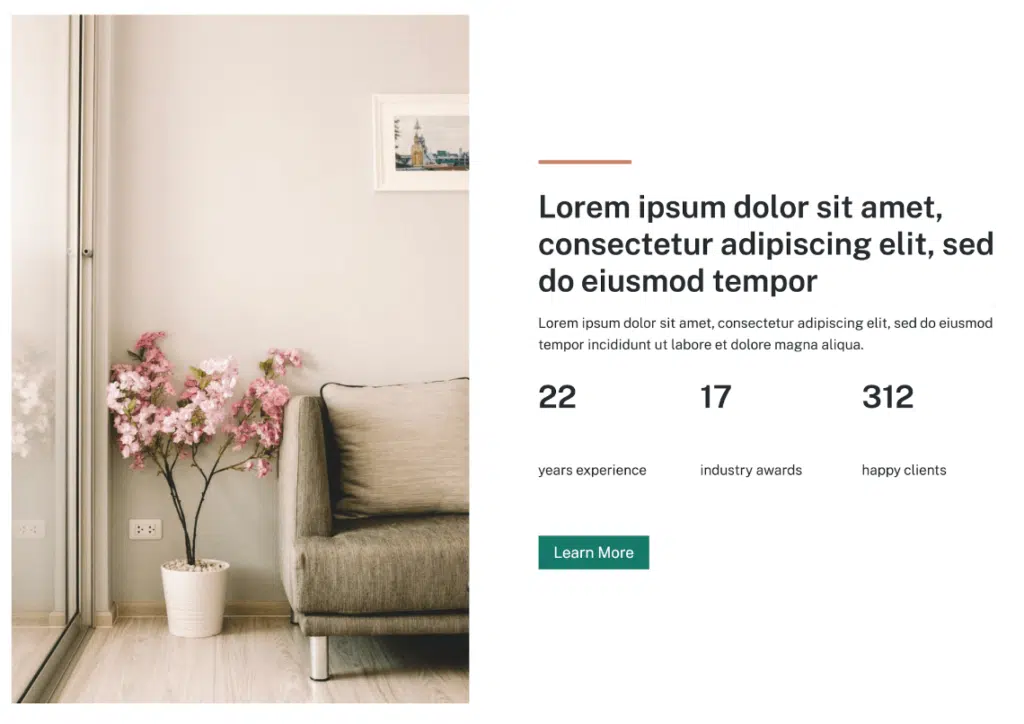 Lorem ipsum dolor sit amet,
consectetur adipiscing elit, sed
do eiusmod tempor
Lorem ipsum dolor sit amet, consectetur adipiscing elit, sed do eiusmod
tempor incididunt ut labore et dolore magna aliqua.
22 17 312
years experience industry awards happy clients
Learn More